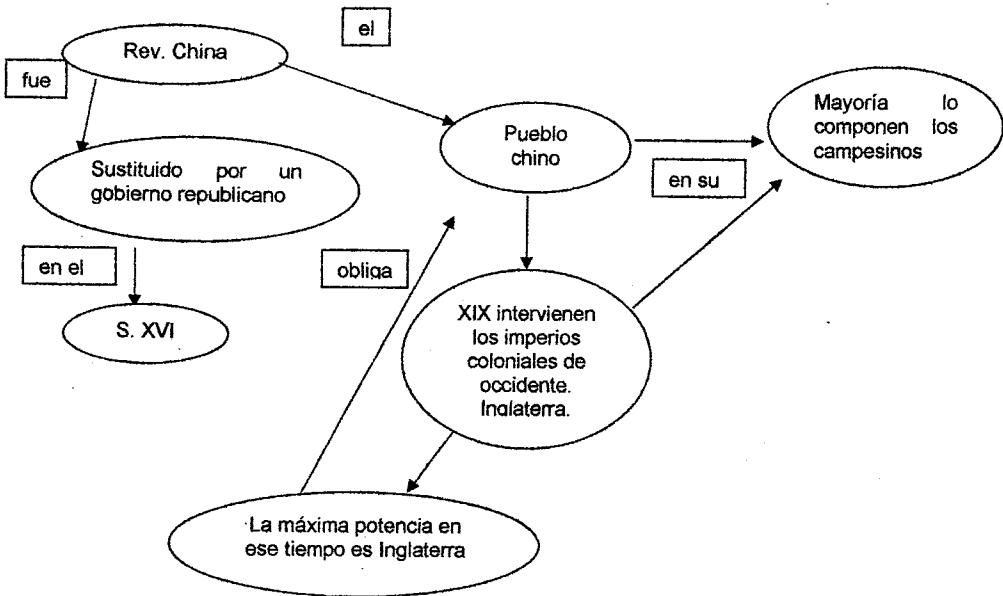 el
Rev. China
fue
Mayoría lo
componen los
campesinos
Pueblo
chino
Sustituido por un
gobierno republicano
en su
en el
obliga
S. XVI
XIX intervienen
los imperios
coloniales de
occidente.
Inglaterra.
La máxima potencia en
ese tiempo es Inglaterra